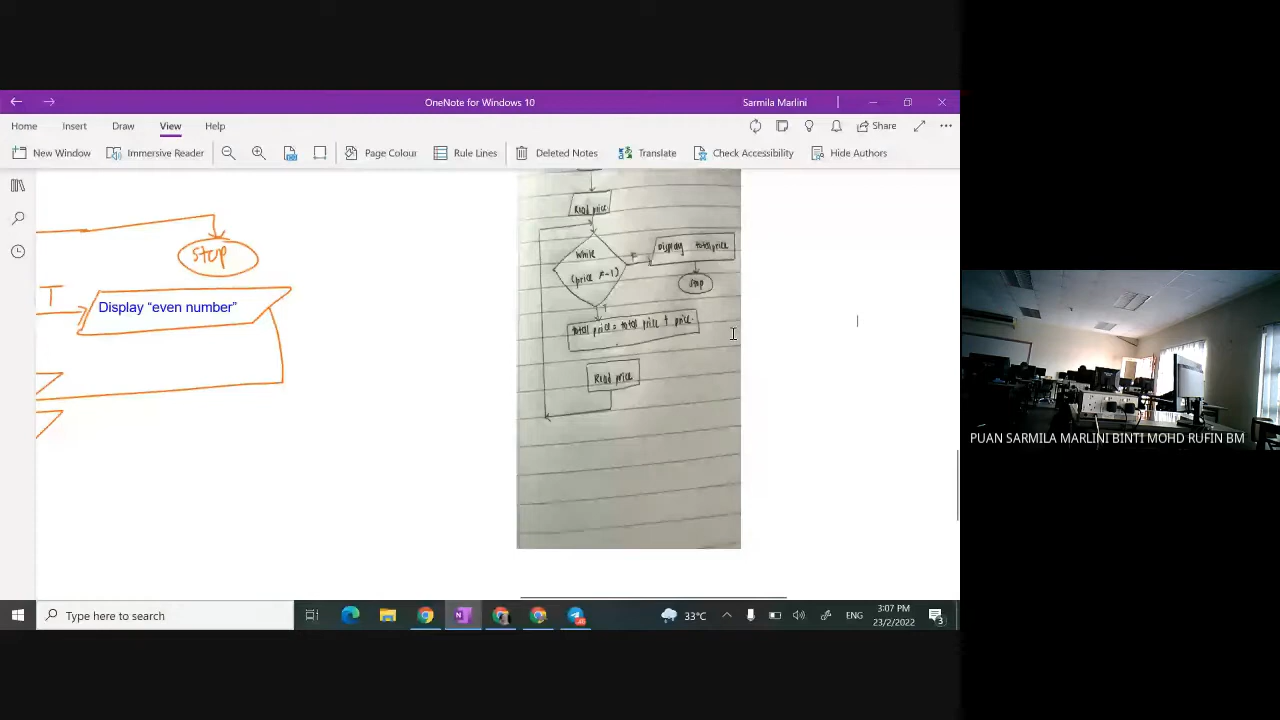 OneNote for Windows 10
Sarmila Marlini
Home
Insert
Draw
View
Help
Share
New Window
Immersive Reader
Page Colour
Rule Lines
Deleted Notes
Translate
Check Accessibility
Hide Authors
stop
T
Display “even number”
Read price
While
(price ≠ -1)
F
Display total price
stop
T
total price = total price + price.
Read price
PUAN SARMILA MARLINI BINTI MOHD RUFIN BM
Type here to search
33°C
ENG
3:07 PM
23/2/2022
3